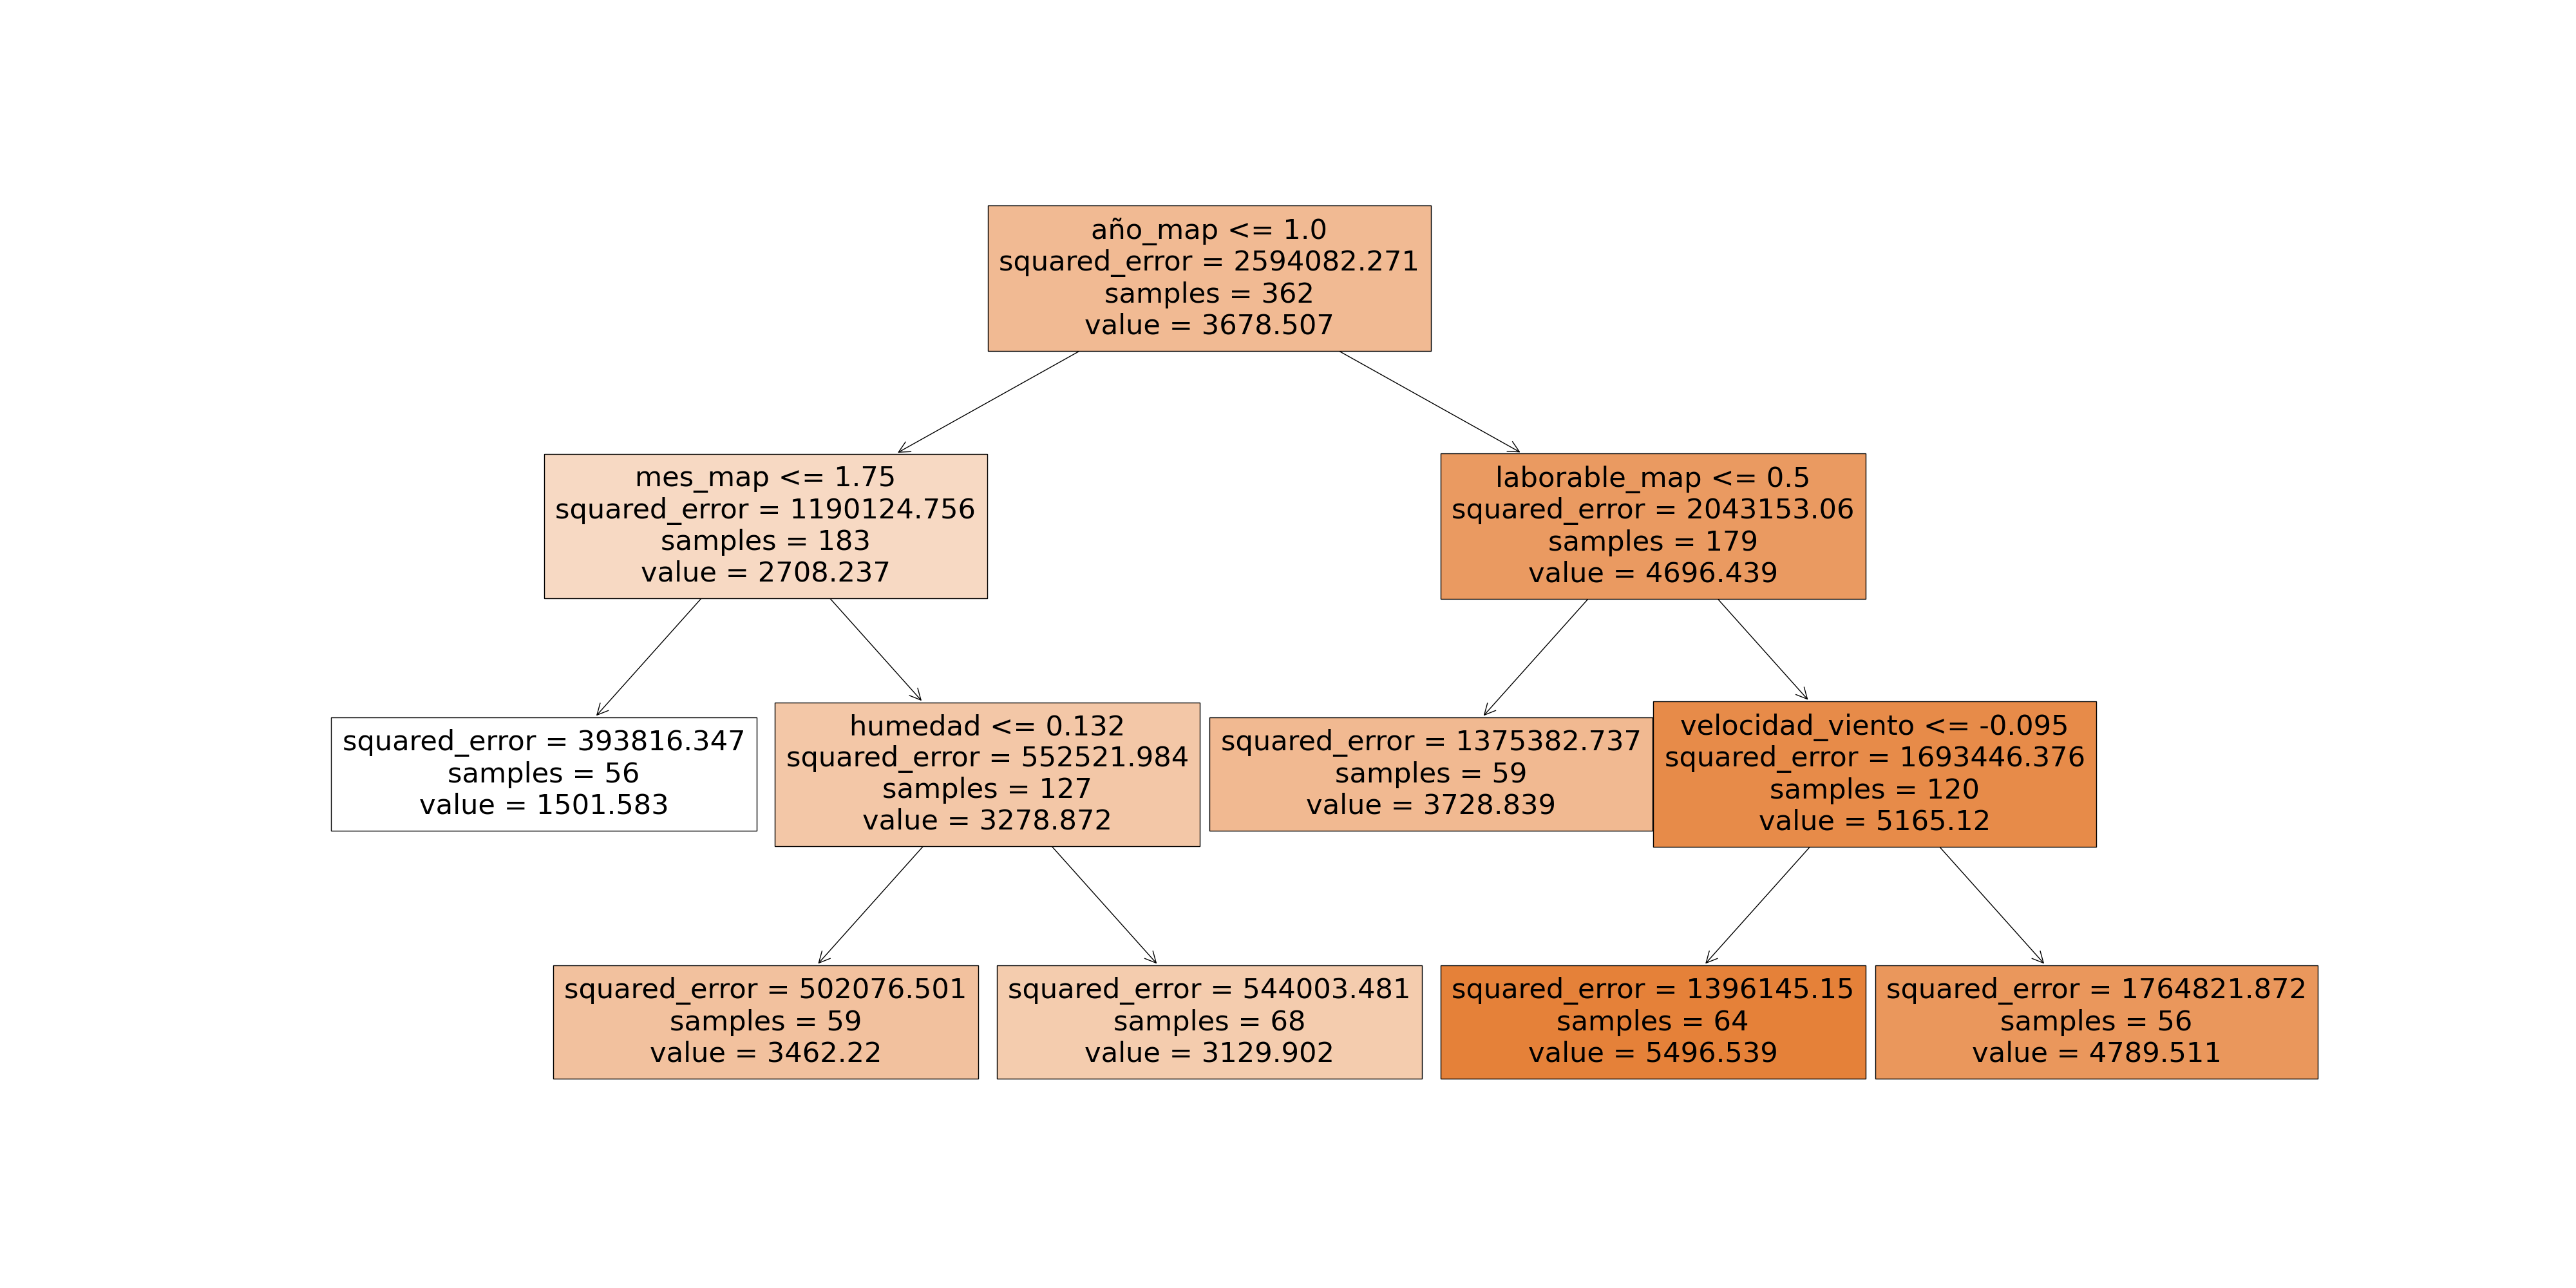 año_map <= 1.0
squared_error = 2594082.271
samples = 362
value = 3678.507
mes_map <= 1.75
squared_error = 1190124.756
samples = 183
value = 2708.237
laborable_map <= 0.5
squared_error = 2043153.06
samples = 179
value = 4696.439
squared_error = 393816.347
samples = 56
value = 1501.583
humedad <= 0.132
squared_error = 552521.984
samples = 127
value = 3278.872
squared_error = 1375382.737
samples = 59
value = 3728.839
velocidad_viento <= -0.095
squared_error = 1693446.376
samples = 120
value = 5165.12
squared_error = 502076.501
samples = 59
value = 3462.22
squared_error = 544003.481
samples = 68
value = 3129.902
squared_error = 1396145.15
samples = 64
value = 5496.539
squared_error = 1764821.872
samples = 56
value = 4789.511